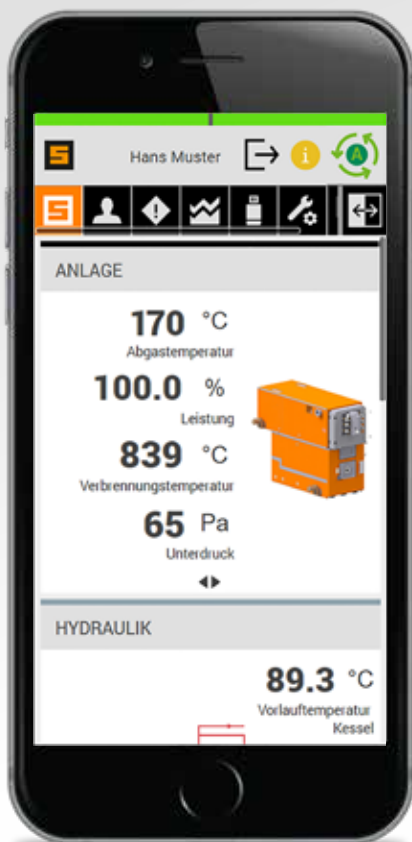 Hans Muster
i
A
ANLAGE
170 °C
Abgastemperatur
100.0 %
Leistung
839 °C
Verbrennungstemperatur
65 Pa
Unterdruck
HYDRAULIK
89.3 °C
Vorlauftemperatur
Kessel